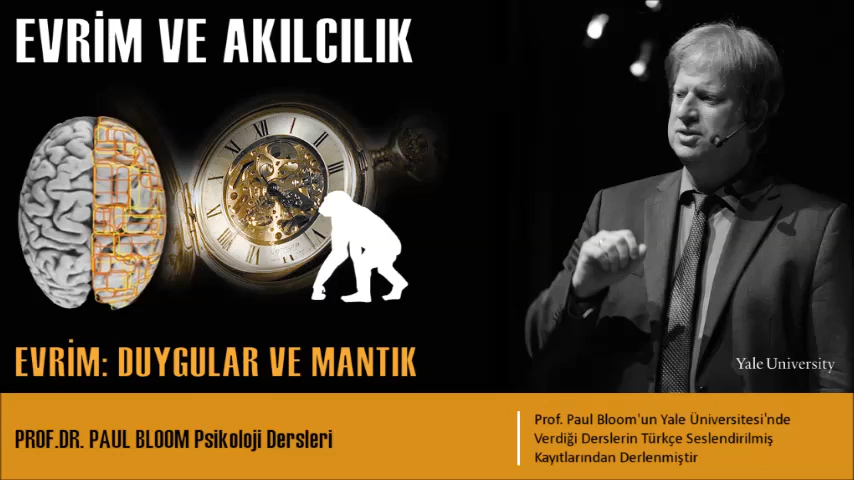 EVRİM VE AKILCILIK
EVRİM: DUYGULAR VE MANTIK
Yale University
PROF.DR. PAUL BLOOM Psikoloji Dersleri
Prof. Paul Bloom'un Yale Üniversitesi'nde
Verdiği Derslerin Türkçe Seslendirilmiş
Kayıtlarından Derlenmiştir